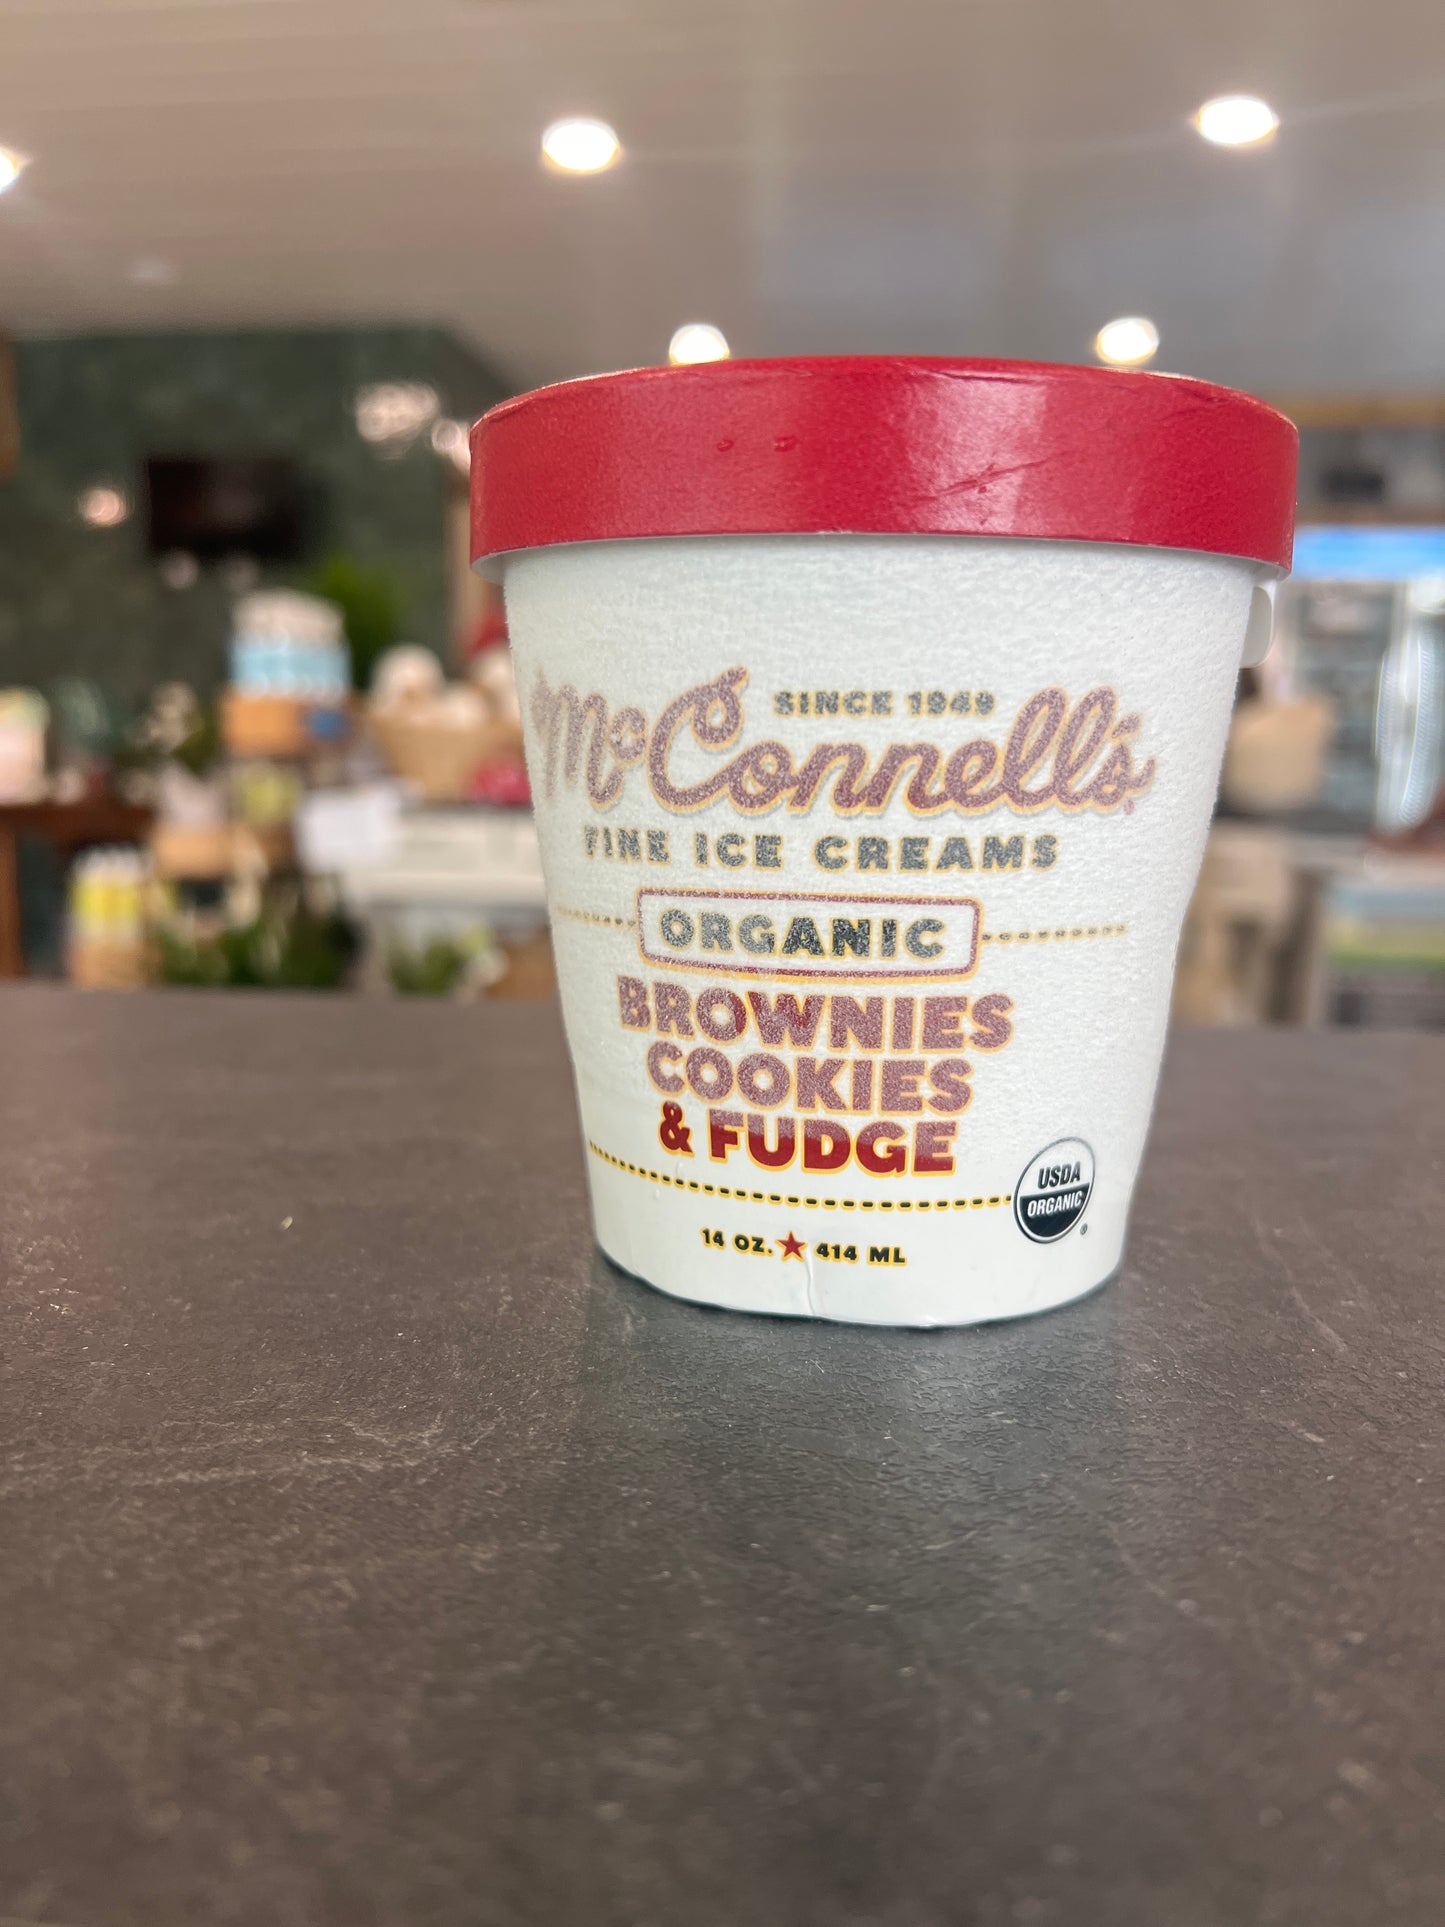 SINCE 1949
McConnell's
FINE ICE CREAMS
ORGANIC
BROWNIES
COOKIES
& FUDGE
USDA
ORGANIC
®
14 OZ. ★ 414 ML